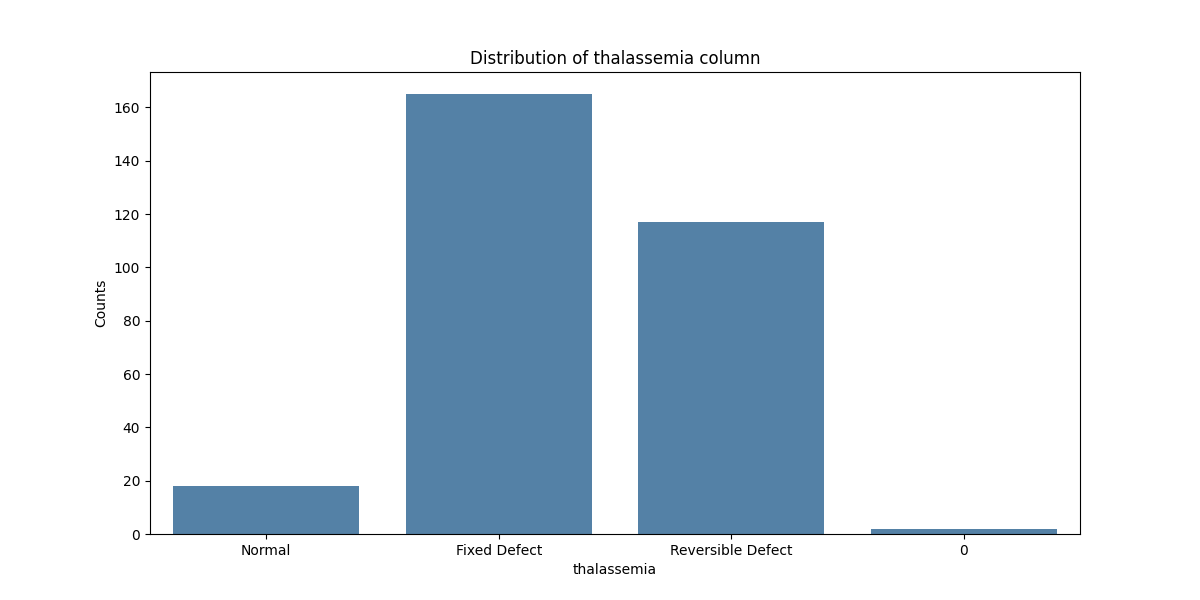 Distribution of thalassemia column
160
140
120
100
80
60
40
20
0
Counts
Normal Fixed Defect Reversible Defect 0
thalassemia